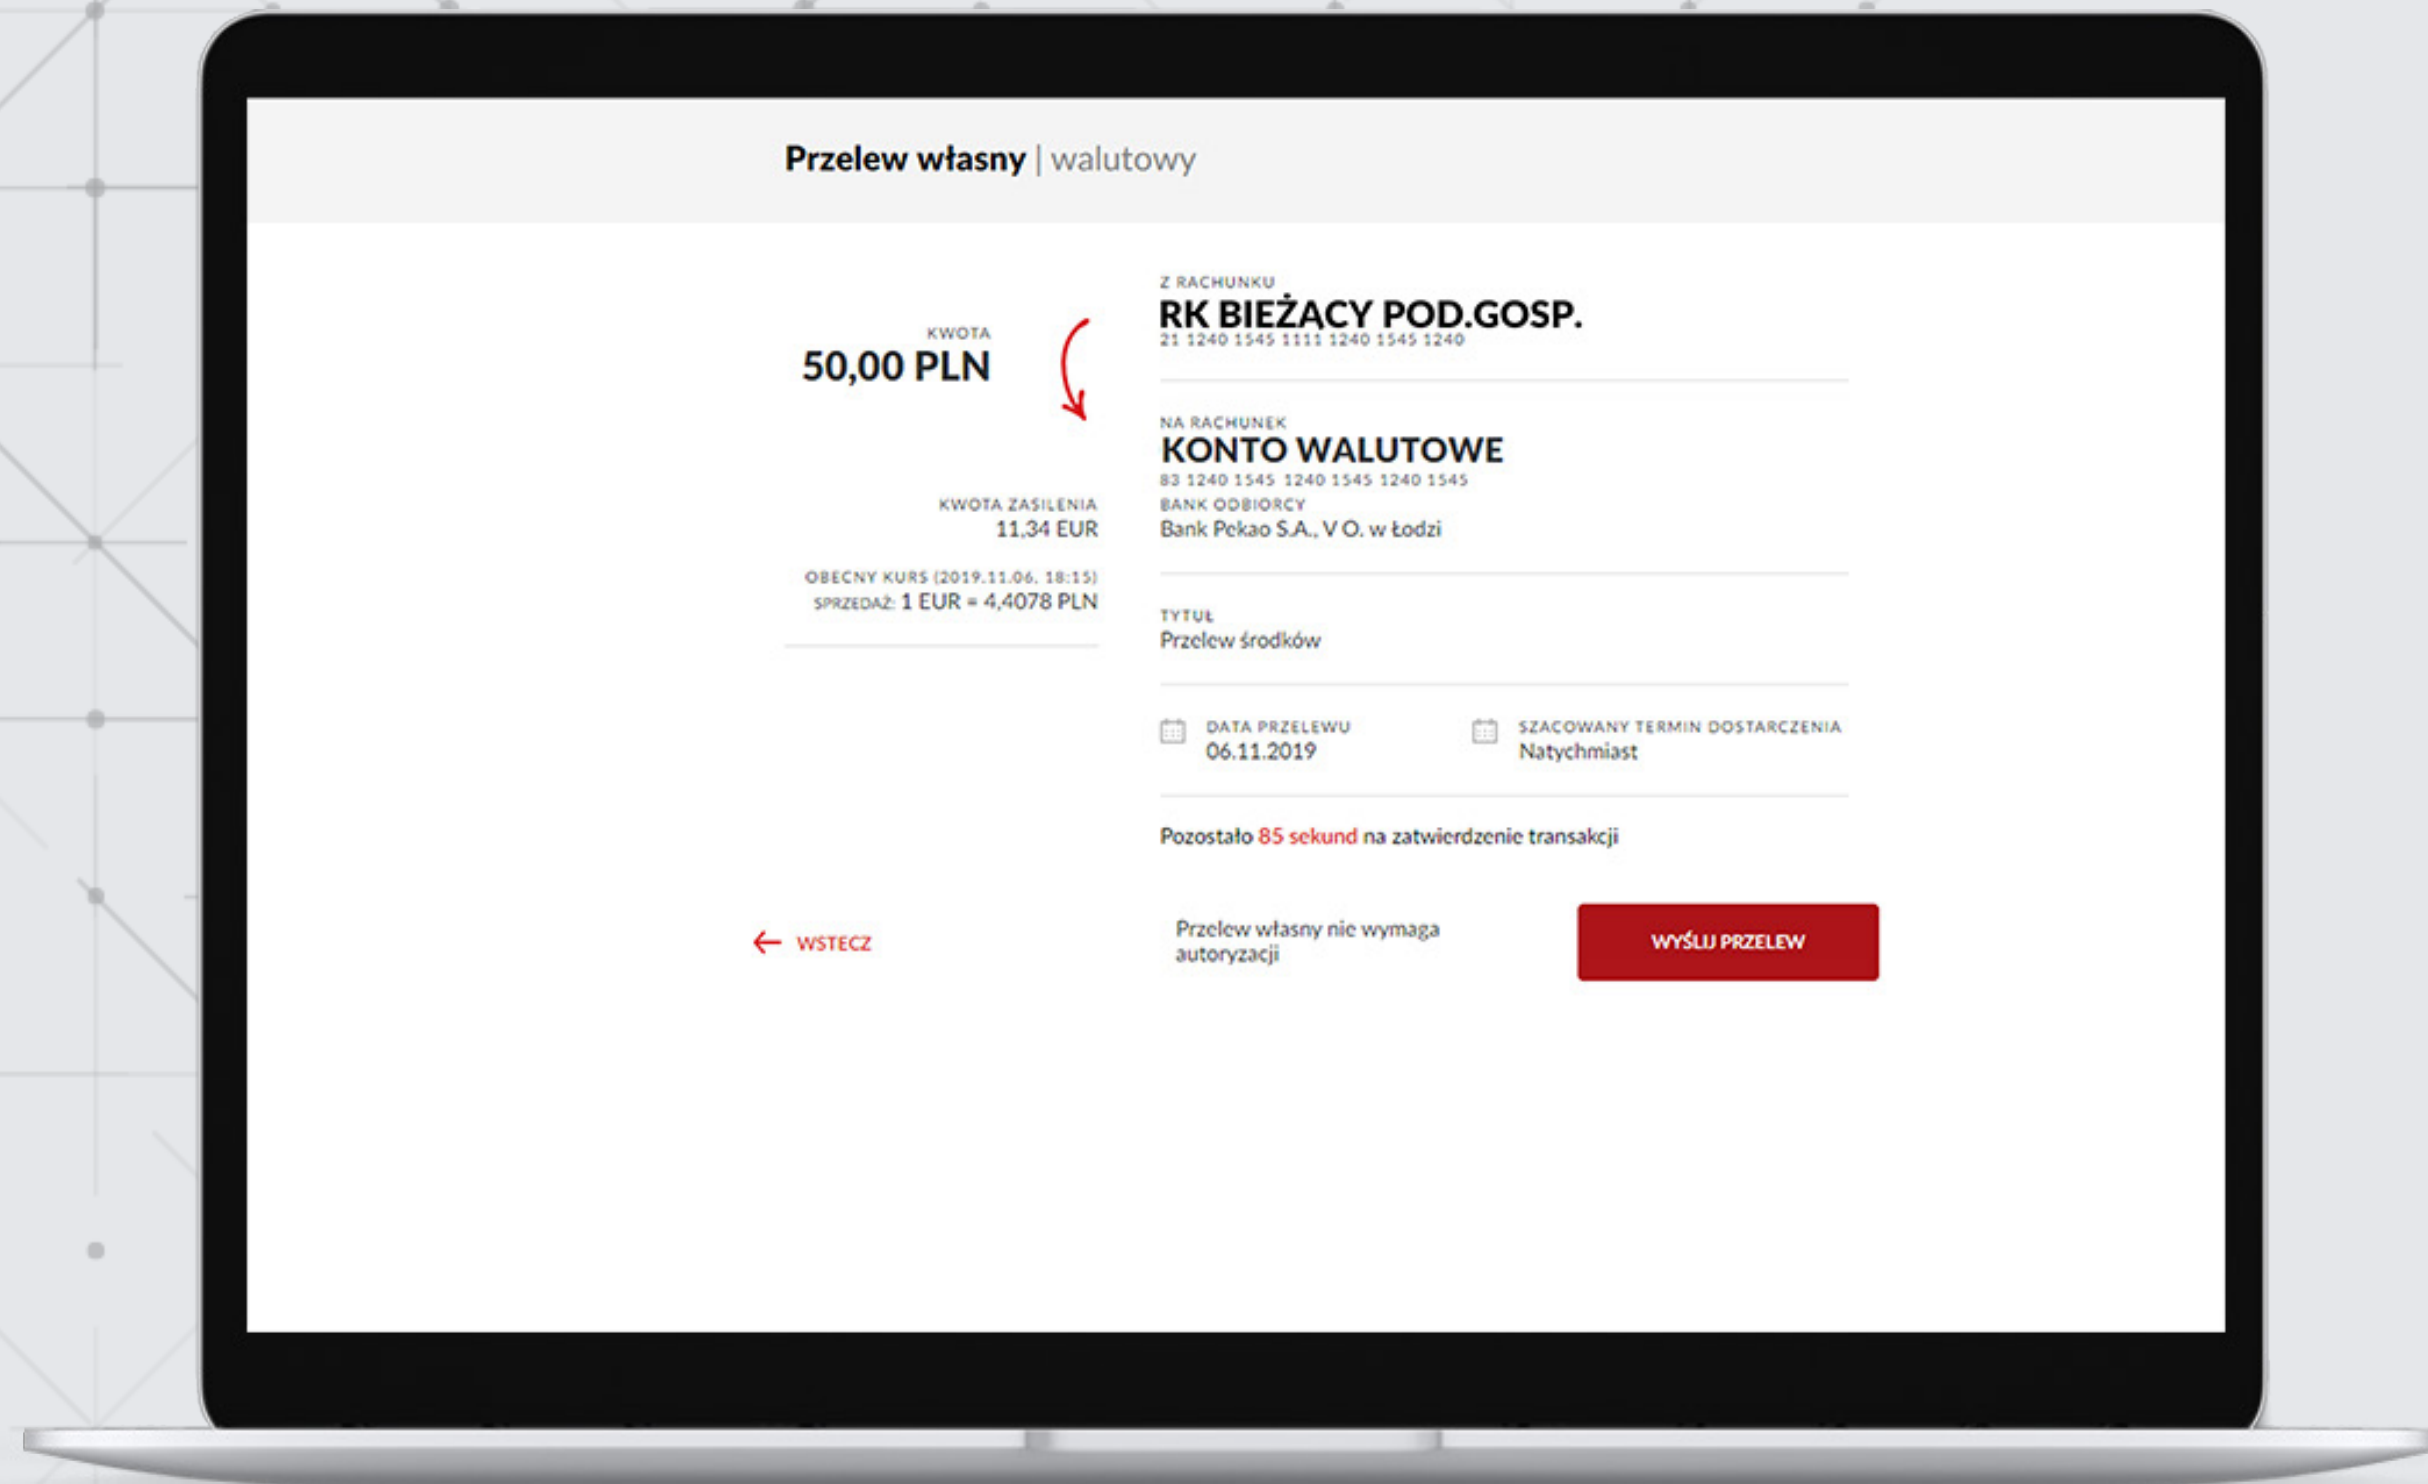 Przelew własny | walutowy
KWOTA
50,00 PLN
Z RACHUNKU
RK BIEŻĄCY POD.GOSP.
21 1240 1545 1111 1240 1545 1240
NA RACHUNEK
KONTO WALUTOWE
83 1240 1545 1240 1545 1240 1545
KWOTA ZASILENIA
11,34 EUR
BANK ODBIORCY
Bank Pekao S.A., V O. w Łodzi
OBECNY KURS (2019.11.06, 18:15)
SPRZEDAŻ: 1 EUR = 4,4078 PLN
TYTUŁ
Przelew środków
DATA PRZELEWU
06.11.2019
SZACOWANY TERMIN DOSTARCZENIA
Natychmiast
Pozostało 85 sekund na zatwierdzenie transakcji
WSTECZ
Przelew własny nie wymaga
autoryzacji
WYŚLIJ PRZELEW